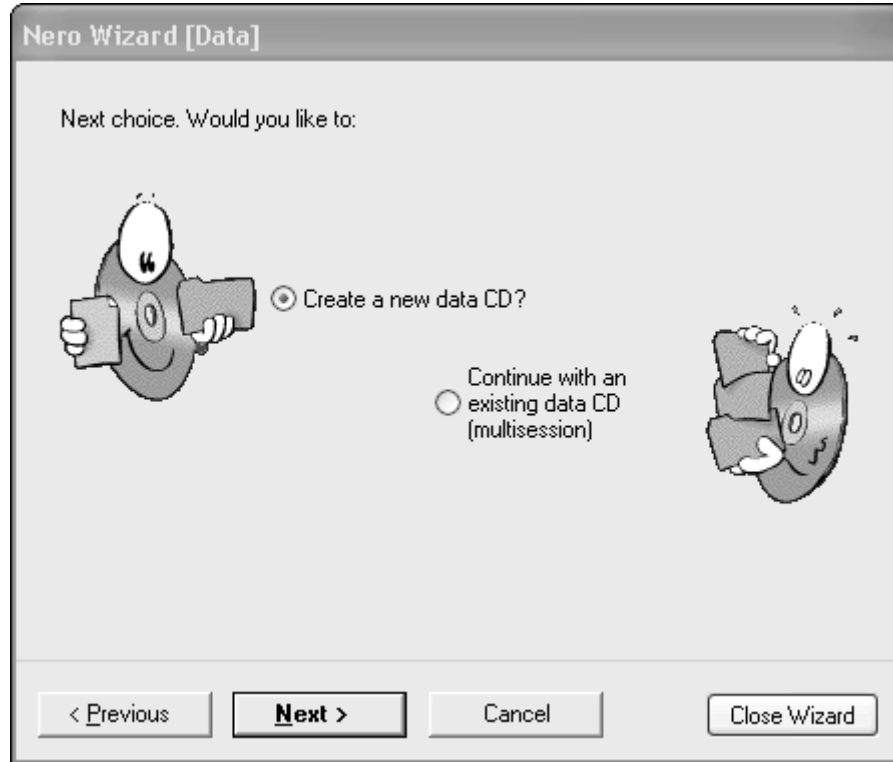 Nero Wizard [Data]
Next choice. Would you like to:
Create a new data CD?
Continue with an
existing data CD
(multisession)
< Previous
Next >
Cancel
Close Wizard